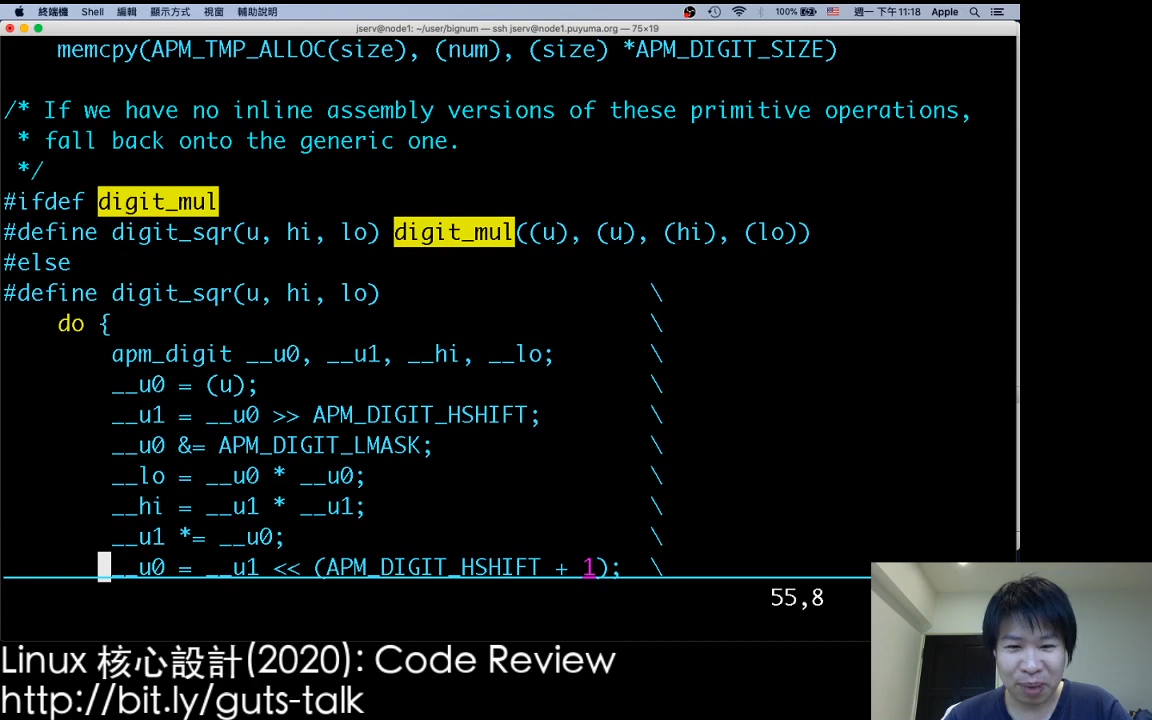 終端機 Shell 編輯 顯示方式 視窗 輔助說明 100% 週一 下午11:18 Apple
jserv@node1: ~/user/bignum — ssh jserv@node1.puyuma.org — 75×19
memcpy(APM_TMP_ALLOC(size), (num), (size) *APM_DIGIT_SIZE)
/* If we have no inline assembly versions of these primitive operations,
* fall back onto the generic one.
*/
#ifdef digit_mul
#define digit_sqr(u, hi, lo) digit_mul((u), (u), (hi), (lo))
#else
#define digit_sqr(u, hi, lo) \
do { \
apm_digit __u0, __u1, __hi, __lo; \
__u0 = (u); \
__u1 = __u0 >> APM_DIGIT_HSHIFT; \
__u0 &= APM_DIGIT_LMASK; \
__lo = __u0 * __u0; \
__hi = __u1 * __u1; \
__u1 *= __u0; \
__u0 = __u1 << (APM_DIGIT_HSHIFT + 1); \
55,8
Linux 核心設計(2020): Code Review
http://bit.ly/guts-talk